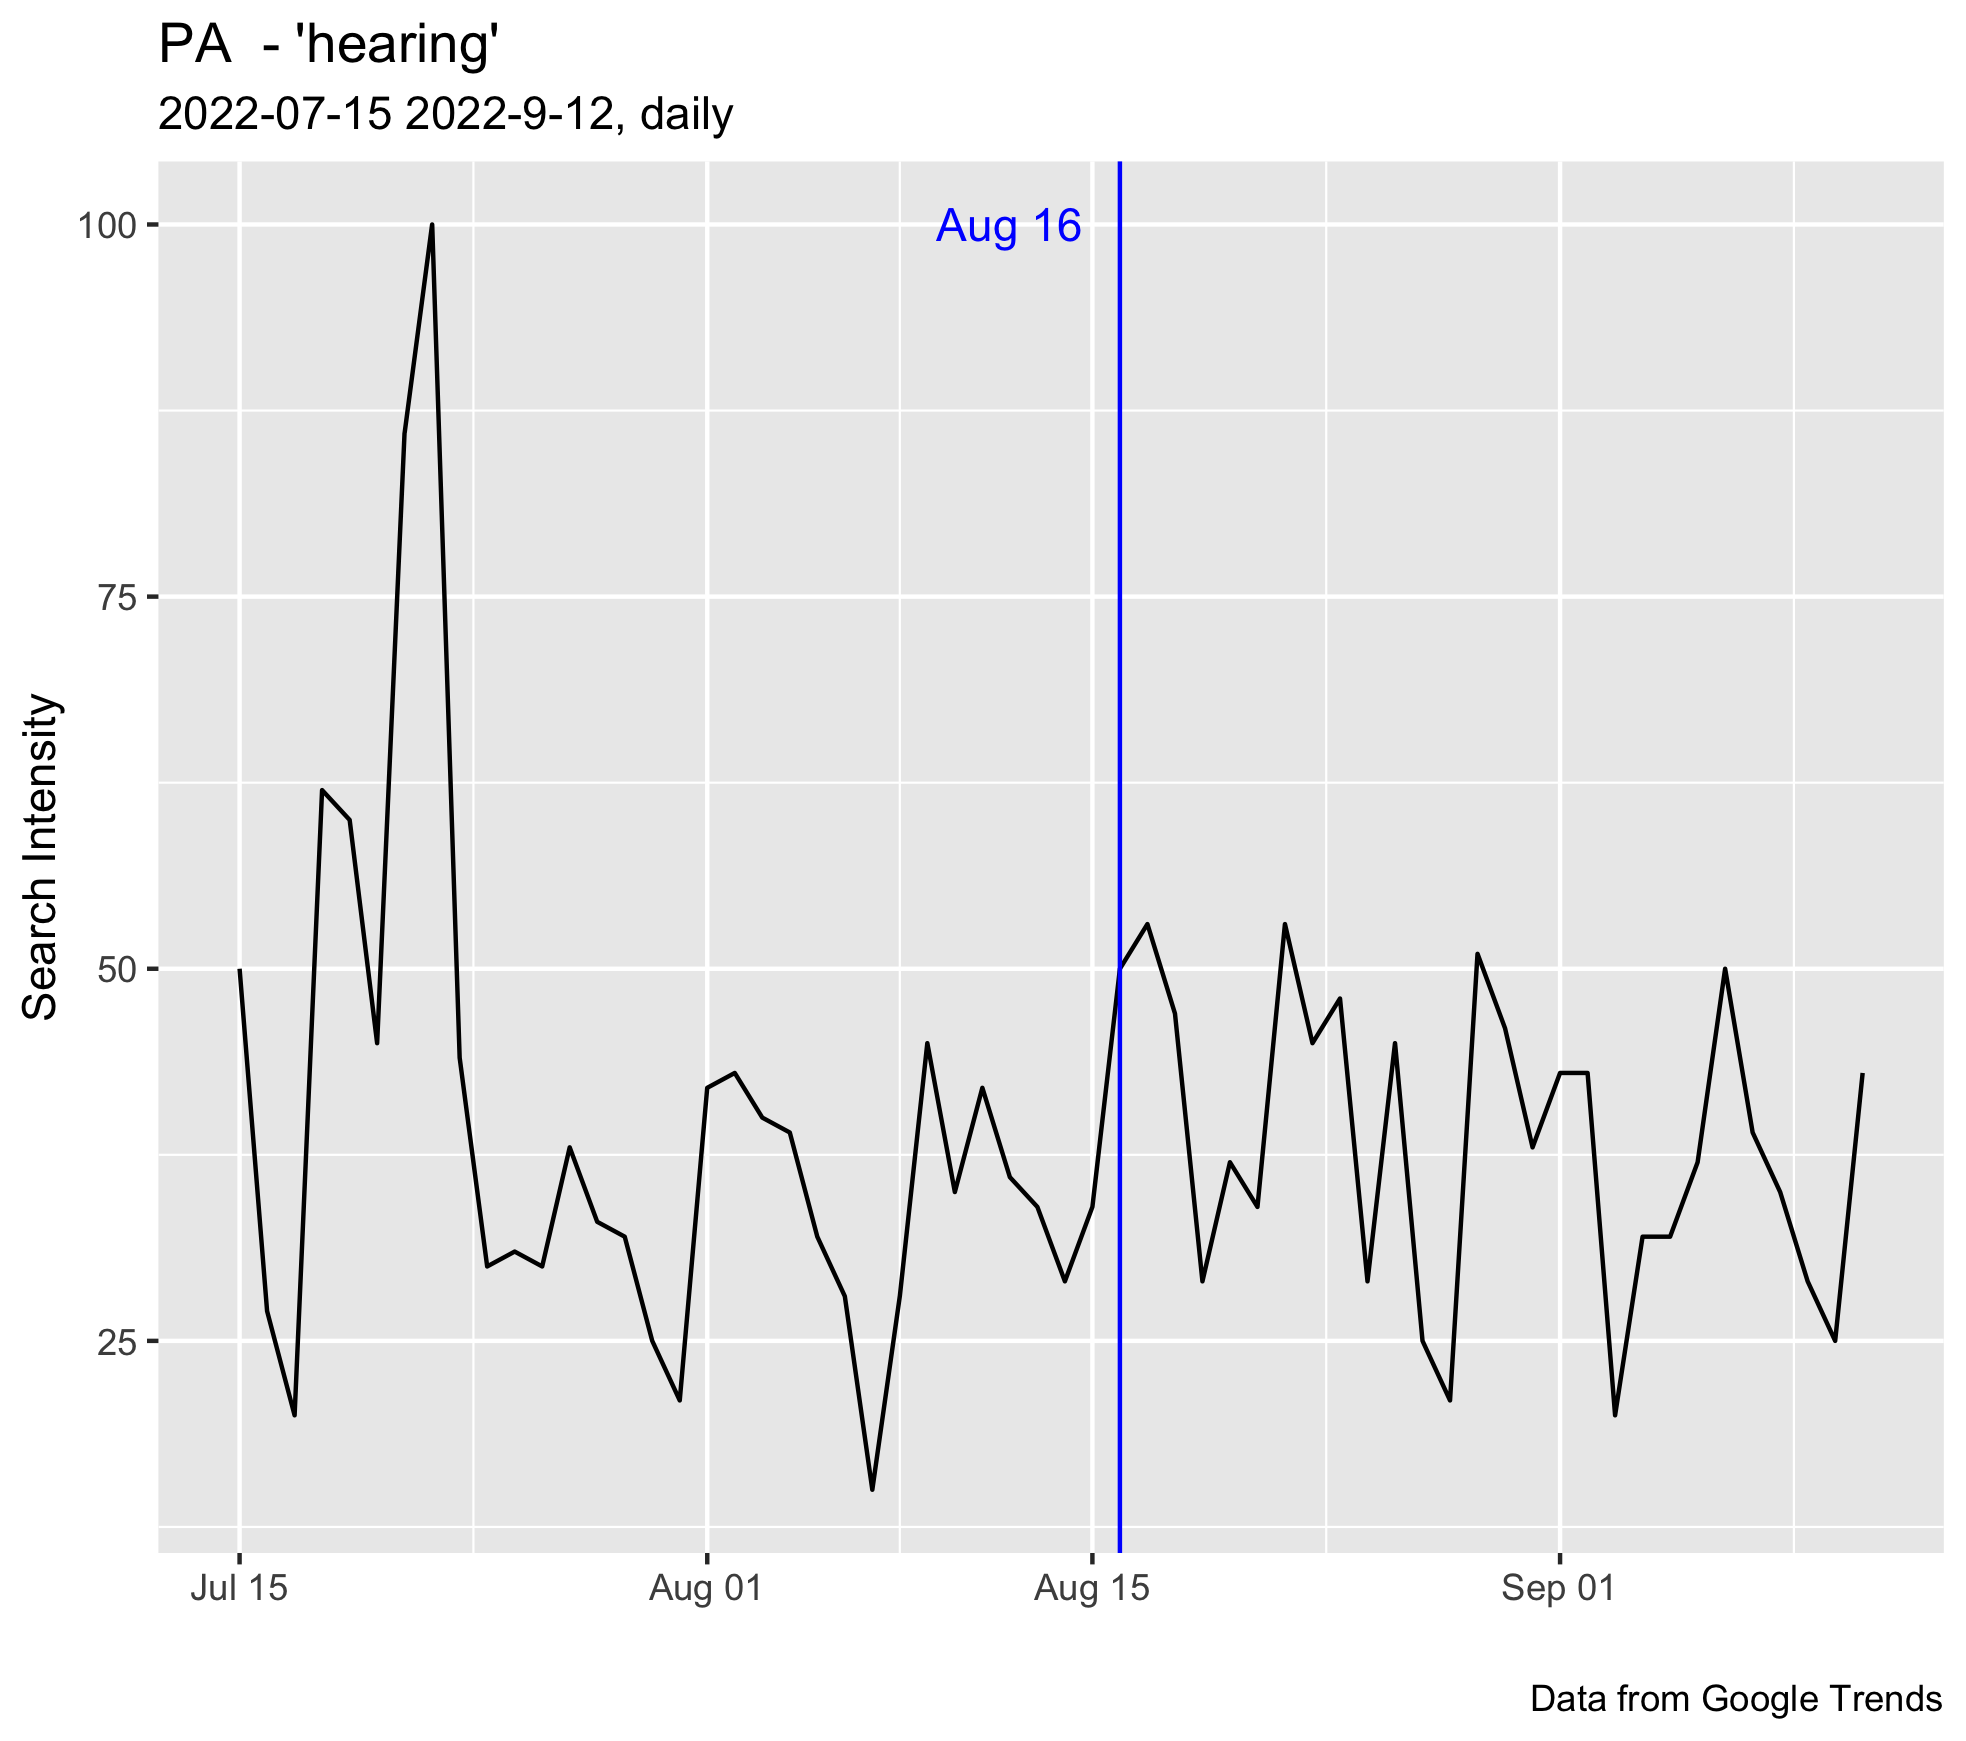 PA  - 'hearing'
2022-07-15 2022-9-12, daily
Aug 16
100
75
50
25
Search Intensity
Jul 15
Aug 01
Aug 15
Sep 01
Data from Google Trends